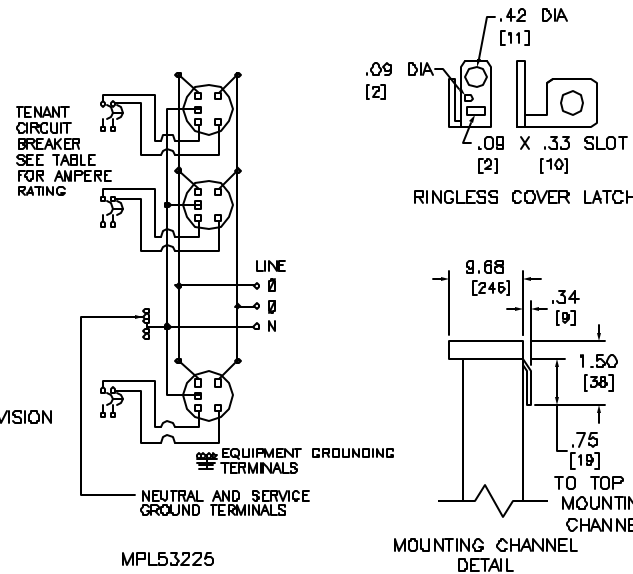 .42 DIA
[11]
.09 DIA
[2]
.09 X .33 SLOT
[2] [10]
RINGLESS COVER LATCH
TENANT
CIRCUIT
BREAKER
SEE TABLE
FOR AMPERE
RATING
LINE
Ø
Ø
N
VISION
EQUIPMENT GROUNDING
TERMINALS
NEUTRAL AND SERVICE
GROUND TERMINALS
MPL53225
9.68
[246]
.34
[9]
1.50
[38]
.75
[19]
TO TOP
MOUNTIN
CHANNE
MOUNTING CHANNEL
DETAIL